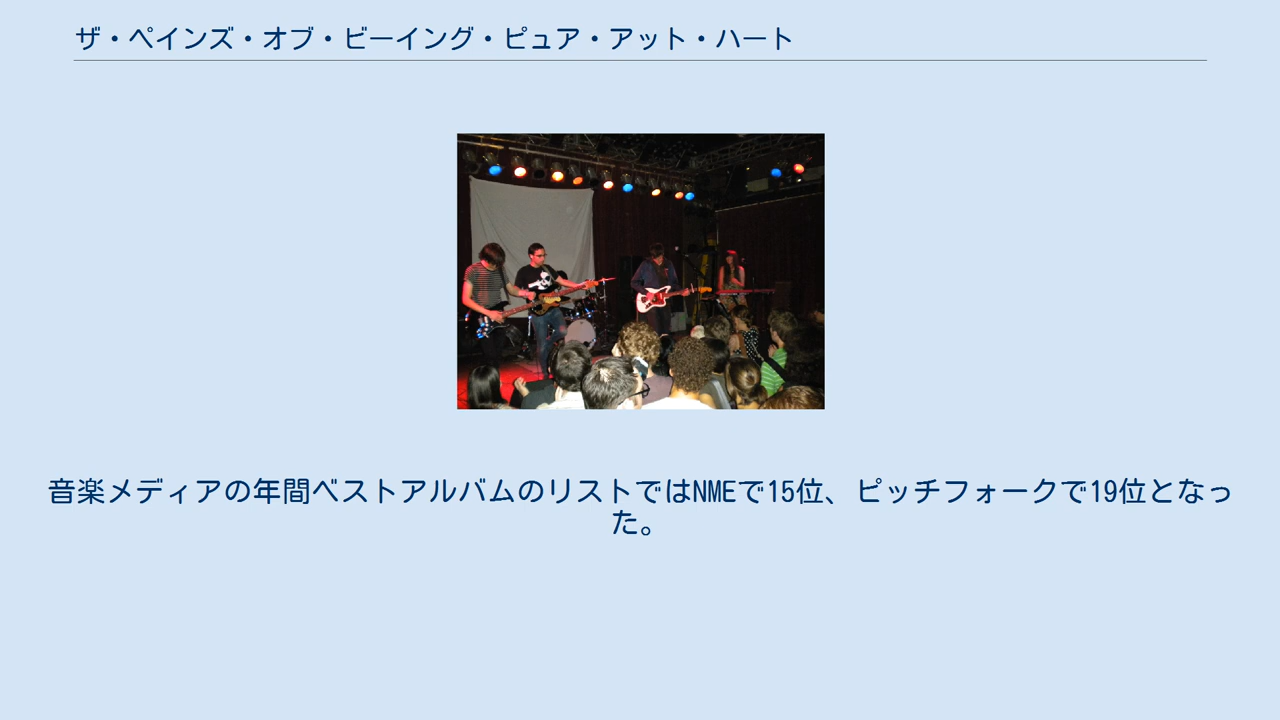 ザ・ペインズ・オブ・ビーイング・ピュア・アット・ハート
音楽メディアの年間ベストアルバムのリストではNMEで15位、ピッチフォークで19位となっ
た。